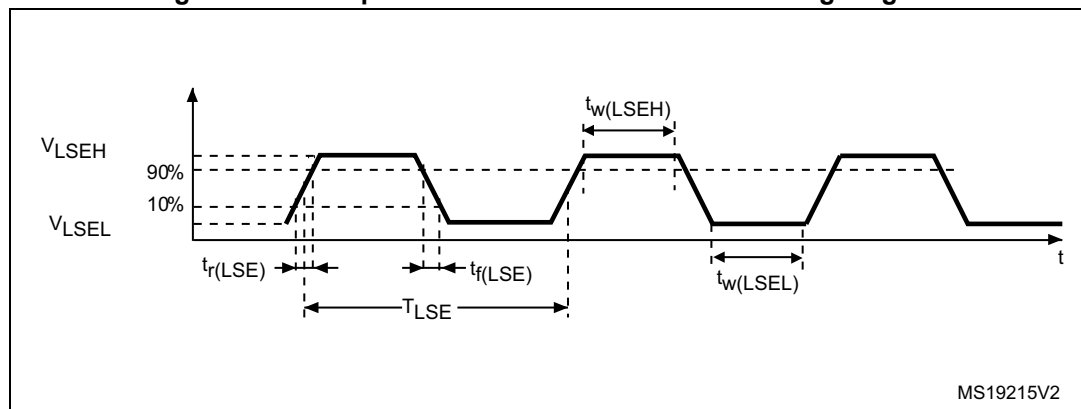 V_LSEH
90%
10%
V_LSEL
t_r(LSE)
t_f(LSE)
T_LSE
t_w(LSEH)
t_w(LSEL)
t
MS19215V2